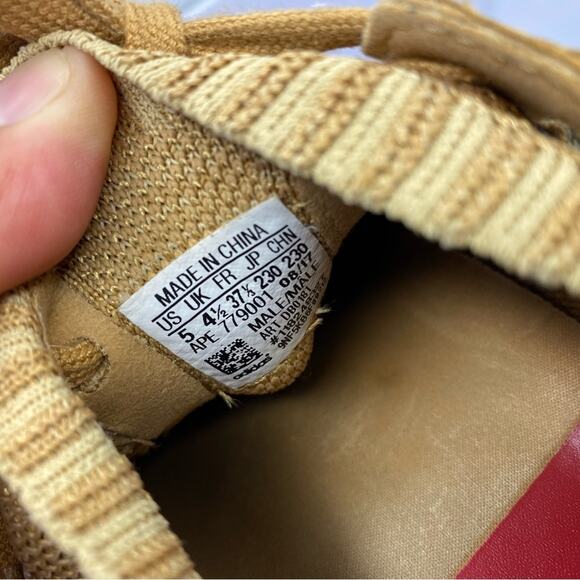 MADE IN CHINA
US UK FR JP CHN
5 4½ 37⅓ 230 230
APE 779001 08/17
MALE/MALE
adidas